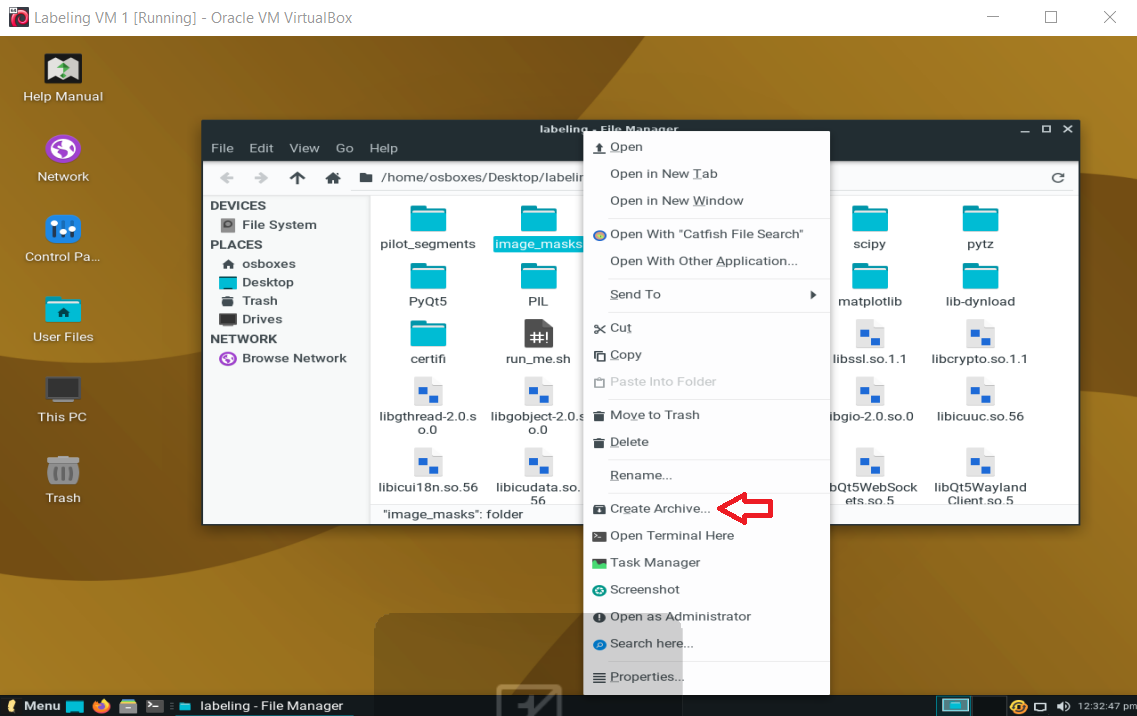 Labeling VM 1 [Running] - Oracle VM VirtualBox
Help Manual
Network
Control Pa...
User Files
This PC
Trash
labeling - File Manager
File Edit View Go Help
/home/osboxes/Desktop/labelin
DEVICES
File System
PLACES
osboxes
Desktop
Trash
Drives
NETWORK
Browse Network
pilot_segments
image_masks
scipy
pytz
PyQt5
PIL
matplotlib
lib-dynload
certifi
#!
run_me.sh
libssl.so.1.1
libcrypto.so.1.1
libgthread-2.0.s
o.0
libgobject-2.0.s
o.0
ibgio-2.0.so.0
libicuuc.so.56
libicui18n.so.56
libicudata.so.
56
bQt5WebSock
ets.so.5
libQt5Wayland
Client.so.5
"image_masks": folder
Open
Open in New Tab
Open in New Window
Open With "Catfish File Search"
Open With Other Application...
Send To
Cut
Copy
Paste Into Folder
Move to Trash
Delete
Rename...
Create Archive...
Open Terminal Here
Task Manager
Screenshot
Open as Administrator
Search here...
Properties...
Menu
labeling - File Manager
12:32:47 pm